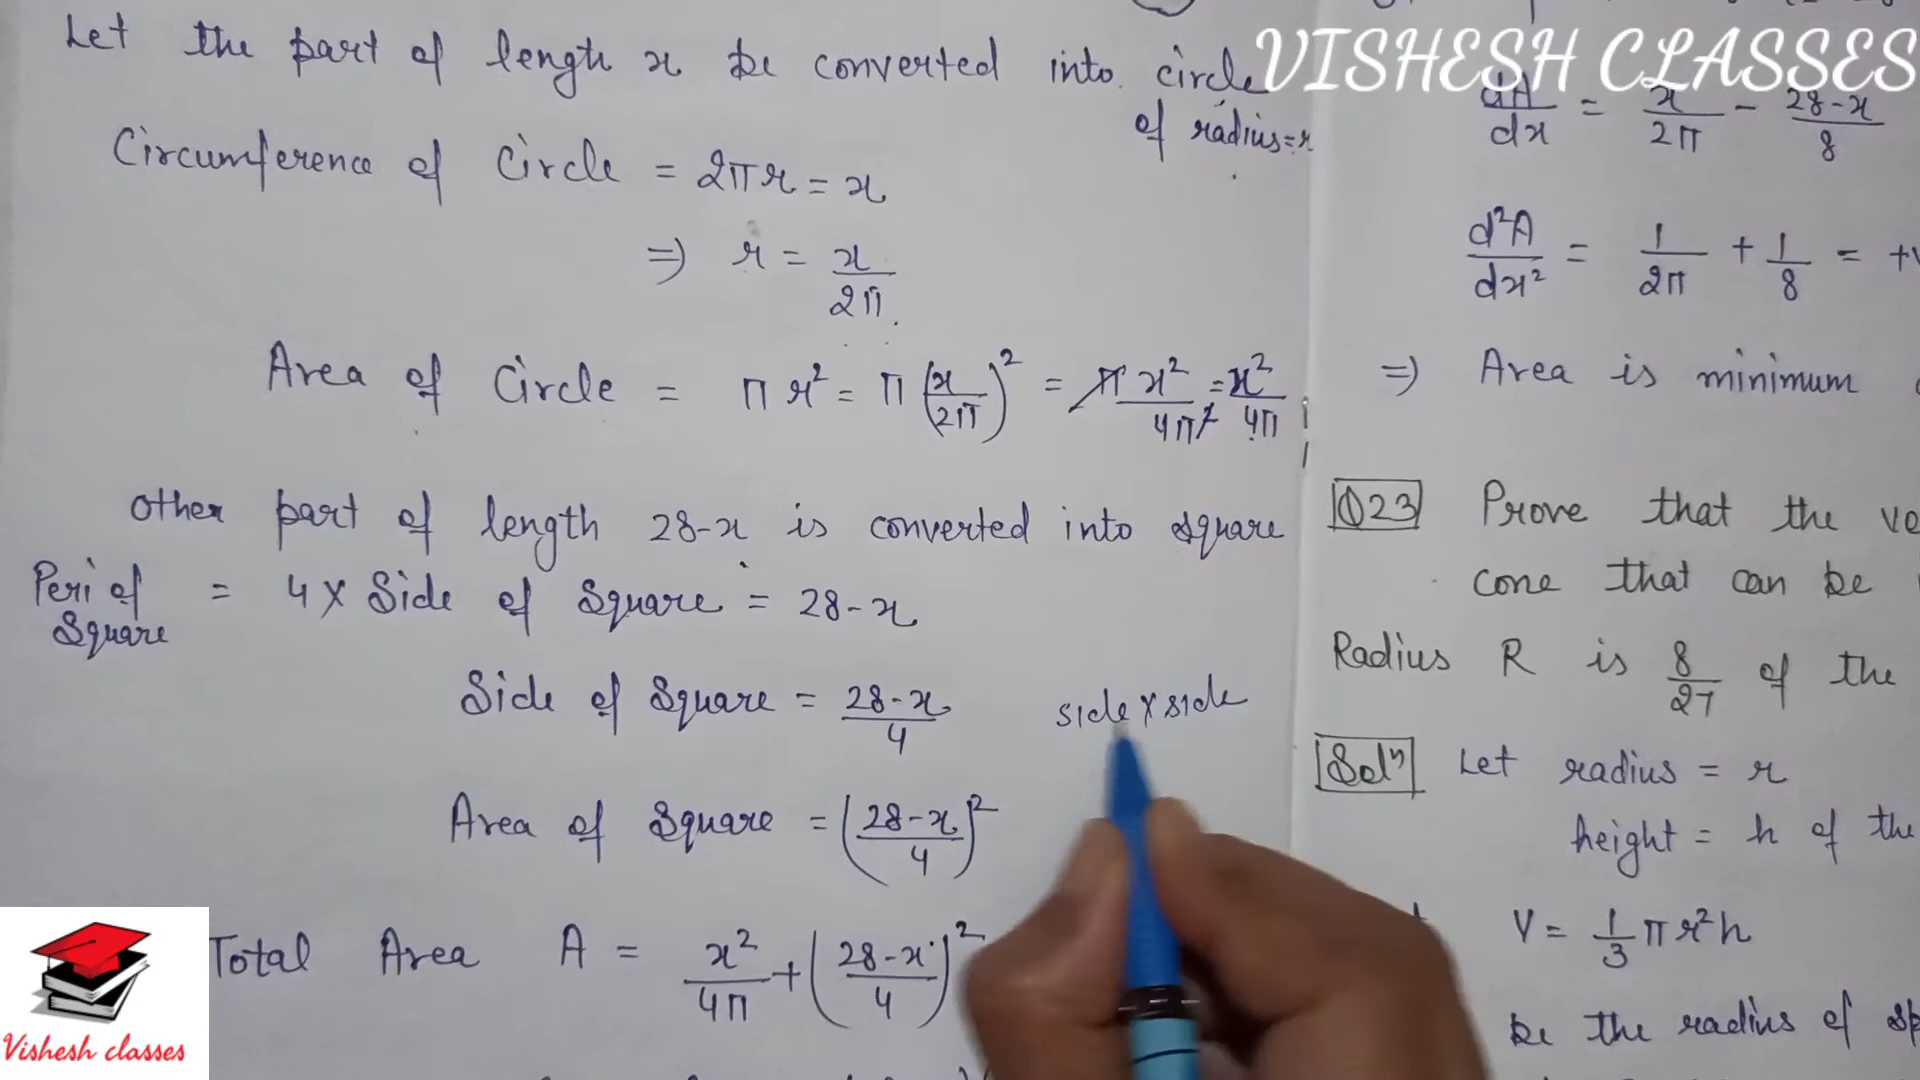 Let the part of length x be converted into circle
of radius=r
Circumference of Circle = 2πr = x
⇒ r = x/2π
Area of Circle = πr² = π(x/2π)² = πx²/4π² = x²/4π
Other part of length 28-x is converted into square
Peri of Square = 4 × Side of Square = 28-x
Side of Square = 28-x/4
side × side
Area of Square = (28-x/4)²
Total Area A = x²/4π + (28-x/4)²
VISHESH CLASSES
dA/dx = x/2π - 28-x/8
d²A/dx² = 1/2π + 1/8 = +
⇒ Area is minimum
Q23 Prove that the
cone that can be
Radius R is 8/27 of the
Solⁿ Let radius = r
height = h of the
V = 1/3 πr²h
be the radius of
Vishesh classes